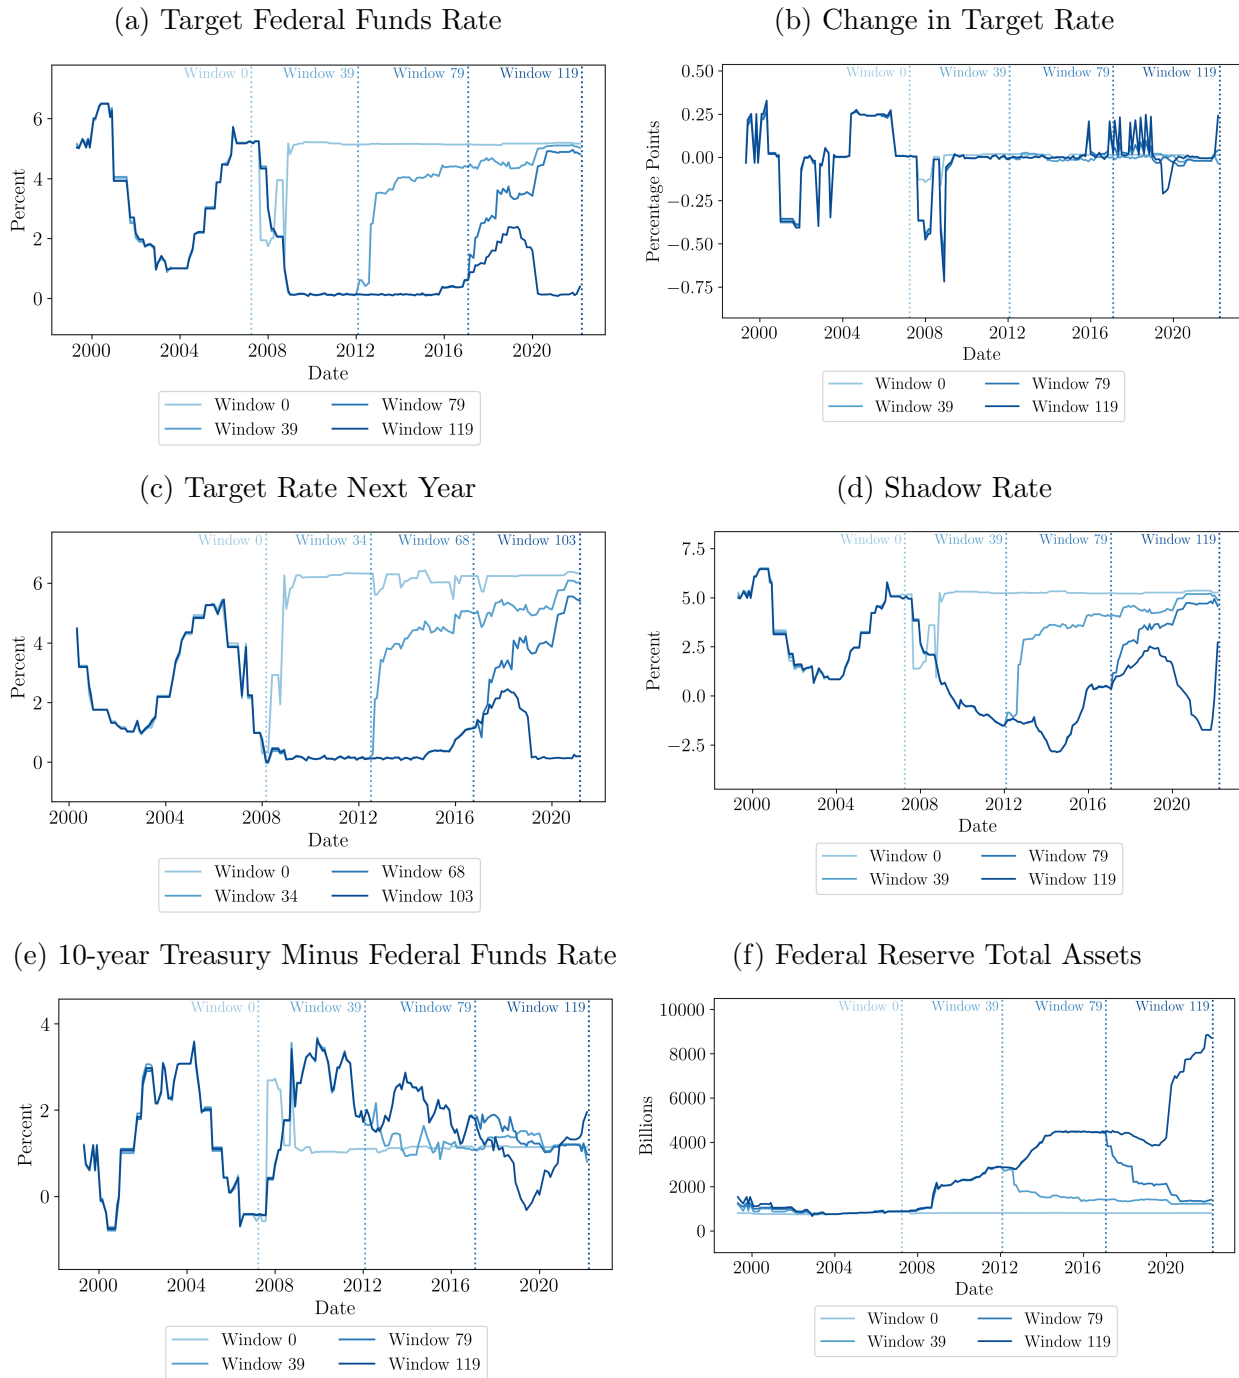 (a) Target Federal Funds Rate
Window 0 Window 39 Window 79 Window 119
6
4
2
0
Percent
2000 2004 2008 2012 2016 2020
Date
Window 0 Window 79
Window 39 Window 119
(b) Change in Target Rate
Window 0 Window 39 Window 79 Window 119
0.50
0.25
0.00
−0.25
−0.50
−0.75
Percentage Points
2000 2004 2008 2012 2016 2020
Date
Window 0 Window 79
Window 39 Window 119
(c) Target Rate Next Year
Window 0 Window 34 Window 68 Window 103
6
4
2
0
Percent
2000 2004 2008 2012 2016 2020
Date
Window 0 Window 68
Window 34 Window 103
(d) Shadow Rate
Window 0 Window 39 Window 79 Window 119
7.5
5.0
2.5
0.0
−2.5
Percent
2000 2004 2008 2012 2016 2020
Date
Window 0 Window 79
Window 39 Window 119
(e) 10-year Treasury Minus Federal Funds Rate
Window 0 Window 39 Window 79 Window 119
4
2
0
Percent
2000 2004 2008 2012 2016 2020
Date
Window 0 Window 79
Window 39 Window 119
(f) Federal Reserve Total Assets
Window 0 Window 39 Window 79 Window 119
10000
8000
6000
4000
2000
0
Billions
2000 2004 2008 2012 2016 2020
Date
Window 0 Window 79
Window 39 Window 119